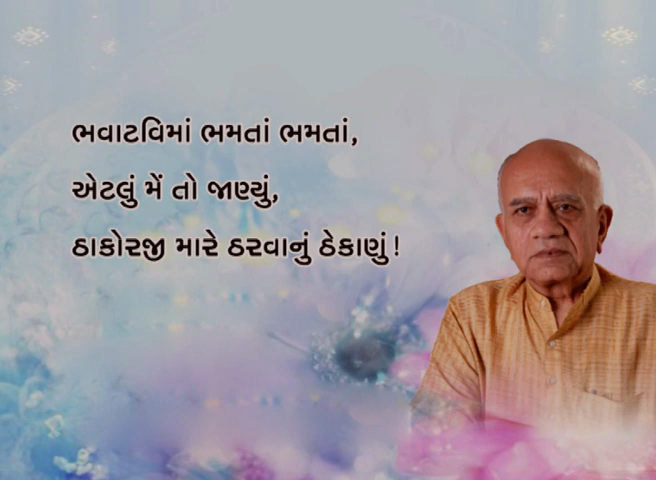 ભવાટવિમાં ભમતાં ભમતાં,
એટલું મેં તો જાણ્યું,
ઠાકોરજી મારે ઠરવાનું ઠેકાણું !